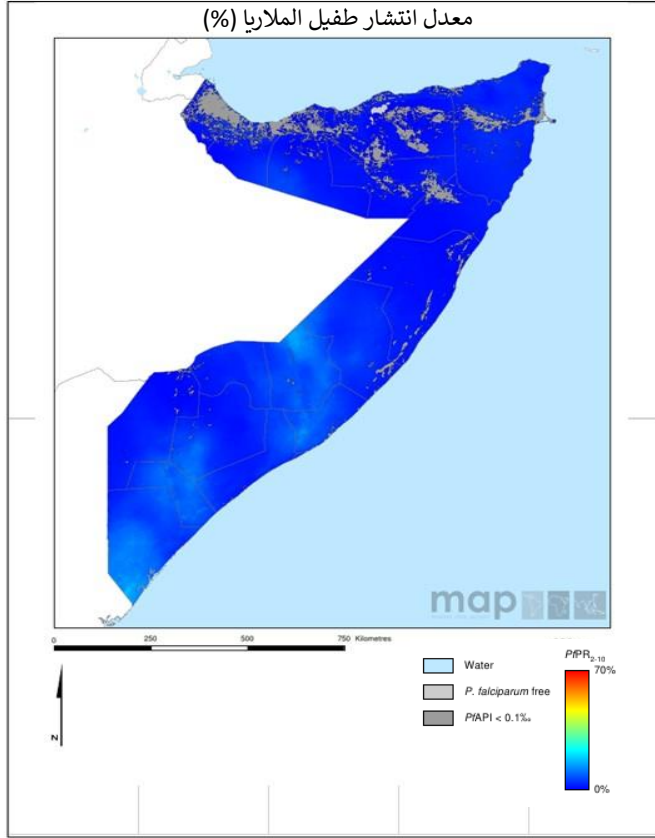 معدل انتشار طفيل الملاريا (%)
map
0 250 500 750 Kilometres
N
Water
P. falciparum free
PfAPI < 0.1‰
PfPR2-10
70%
0%